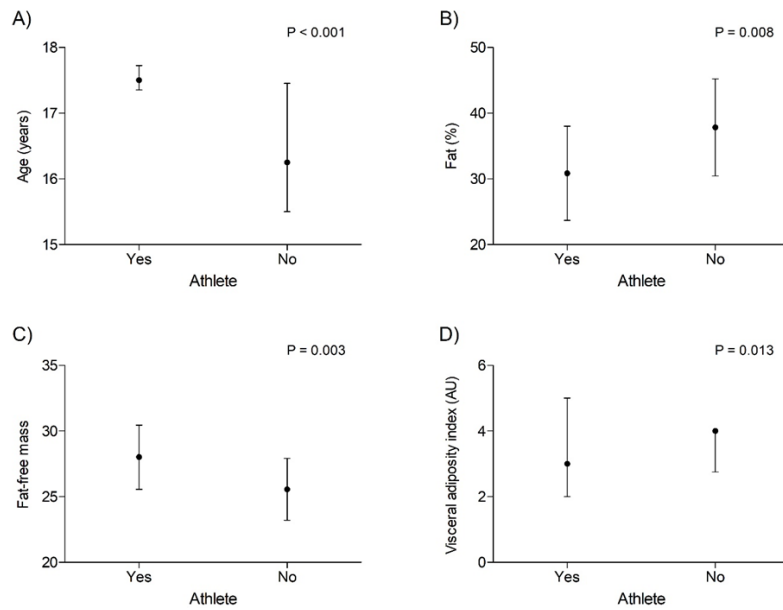 A)
P < 0.001
18
17
16
15
Age (years)
Yes No
Athlete
B)
P = 0.008
50
40
30
20
Fat (%)
Yes No
Athlete
C)
P = 0.003
35
30
25
20
Fat-free mass
Yes No
Athlete
D)
P = 0.013
6
4
2
0
Visceral adiposity index (AU)
Yes No
Athlete